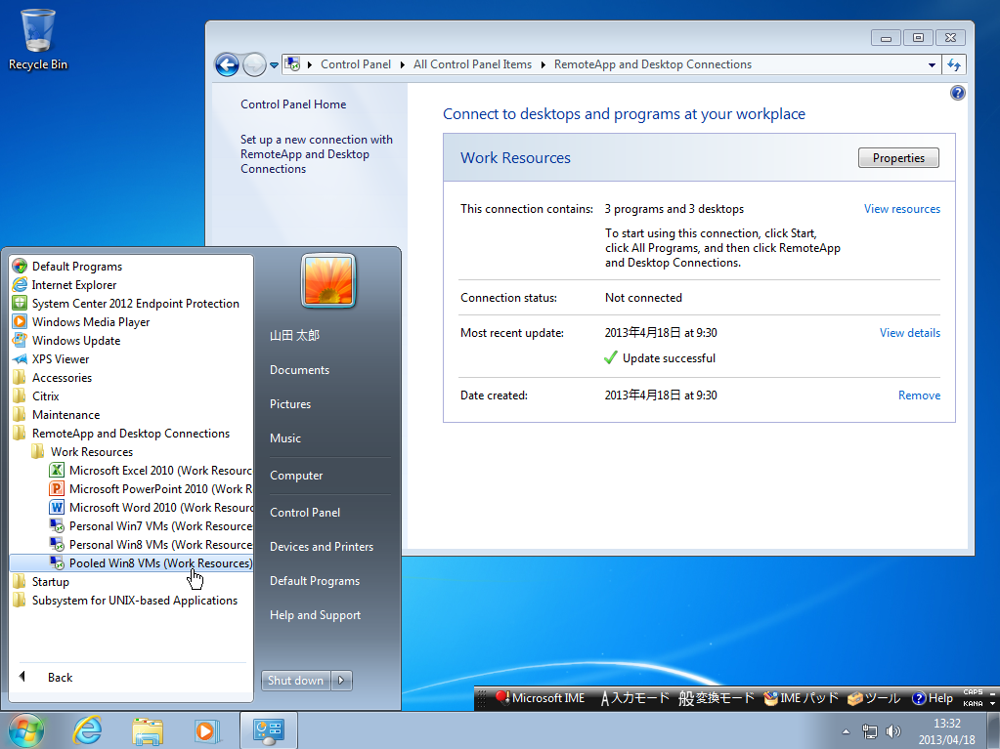 Recycle Bin
Control Panel
All Control Panel Items
RemoteApp and Desktop Connections
Control Panel Home
Set up a new connection with
RemoteApp and Desktop
Connections
Connect to desktops and programs at your workplace
Work Resources
Properties
This connection contains:
3 programs and 3 desktops
View resources
To start using this connection, click Start,
click All Programs, and then click RemoteApp
and Desktop Connections.
Connection status:
Not connected
Most recent update:
2013年4月18日 at 9:30
View details
Update successful
Date created:
2013年4月18日 at 9:30
Remove
Default Programs
Internet Explorer
System Center 2012 Endpoint Protection
Windows Media Player
Windows Update
XPS Viewer
Accessories
Citrix
Maintenance
RemoteApp and Desktop Connections
Work Resources
Microsoft Excel 2010 (Work Resourc
Microsoft PowerPoint 2010 (Work R
Microsoft Word 2010 (Work Resourc
Personal Win7 VMs (Work Resource
Personal Win8 VMs (Work Resource
Pooled Win8 VMs (Work Resources)
Startup
Subsystem for UNIX-based Applications
Back
山田 太郎
Documents
Pictures
Music
Computer
Control Panel
Devices and Printers
Default Programs
Help and Support
Shut down
Microsoft IME
A入力モード
般変換モード
IME パッド
ツール
Help
CAPS
KANA
13:32
2013/04/18